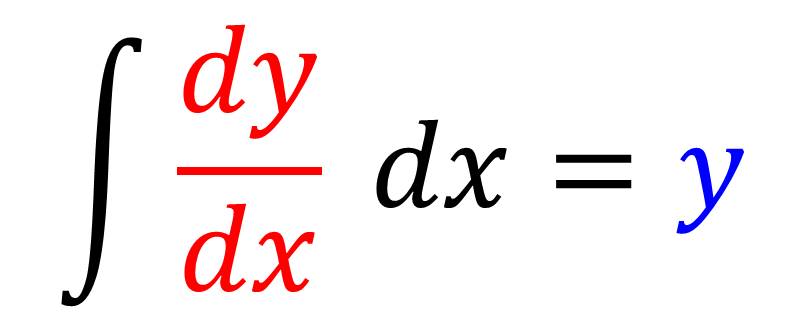 ∫ dy/dx dx = y